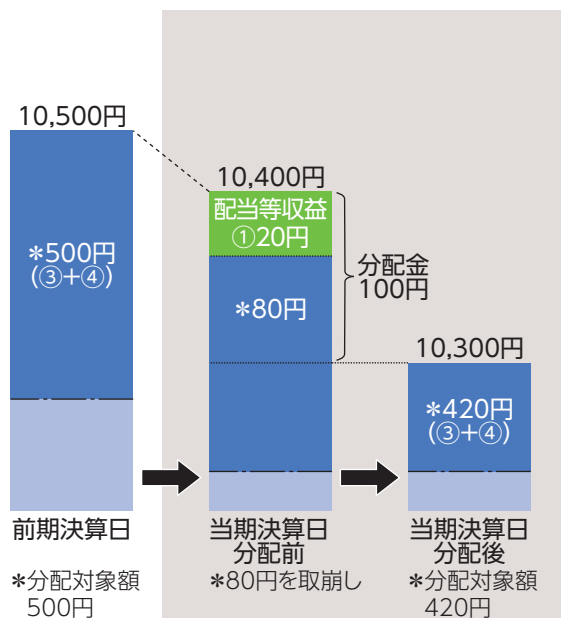 10,500円
*500円
(③+④)
前期決算日
*分配対象額
500円
10,400円
配当等収益
①20円
*80円
分配金
100円
当期決算日
分配前
*80円を取崩し
10,300円
*420円
(③+④)
当期決算日
分配後
*分配対象額
420円